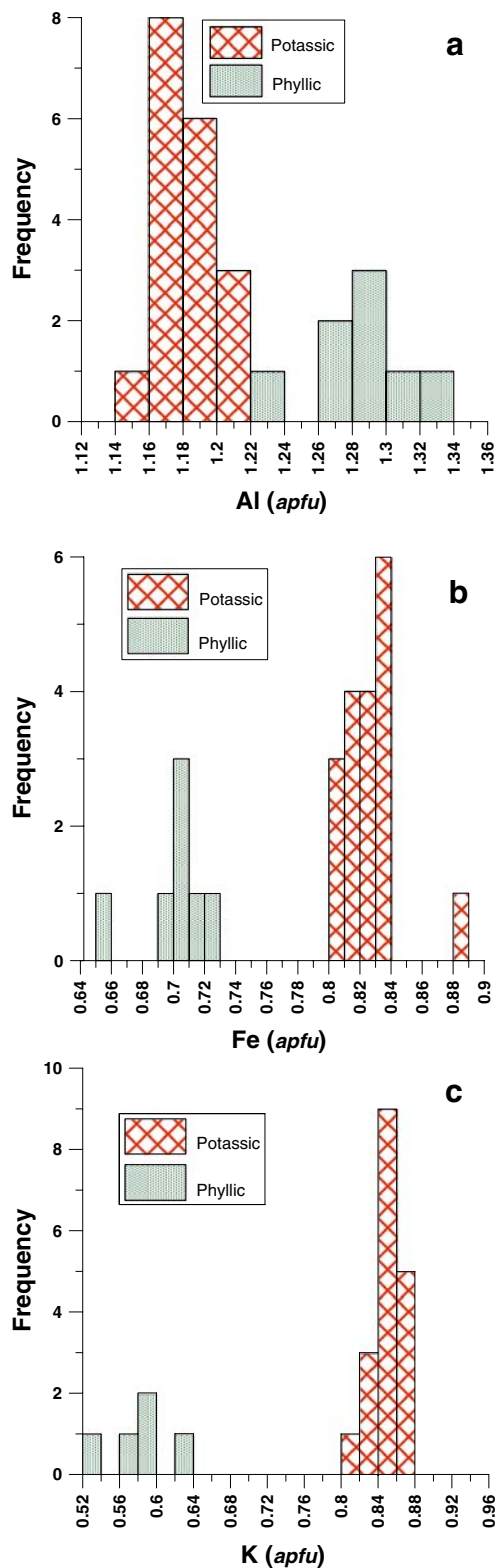 a
Potassic
Phyllic
Frequency
8
6
4
2
0
1.12 1.14 1.16 1.18 1.2 1.22 1.24 1.26 1.28 1.3 1.32 1.34 1.36
Al (apfu)
b
Potassic
Phyllic
Frequency
6
4
2
0
0.64 0.66 0.68 0.7 0.72 0.74 0.76 0.78 0.8 0.82 0.84 0.86 0.88 0.9
Fe (apfu)
c
Potassic
Phyllic
Frequency
10
8
6
4
2
0
0.52 0.56 0.6 0.64 0.68 0.72 0.76 0.8 0.84 0.88 0.92 0.96
K (apfu)